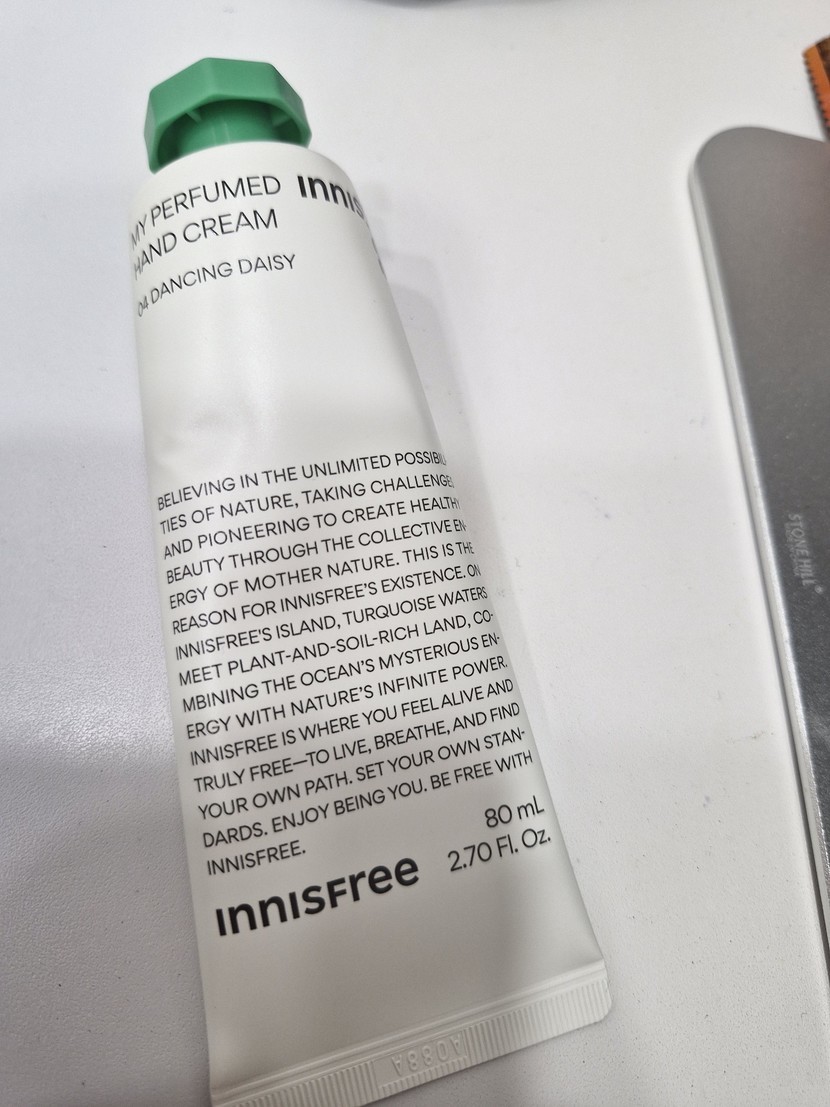 MY PERFUMED
HAND CREAM
04 DANCING DAISY
INNIS
BELIEVING IN THE UNLIMITED POSSIBILI
TIES OF NATURE, TAKING CHALLENGES
AND PIONEERING TO CREATE HEALTHY
BEAUTY THROUGH THE COLLECTIVE EN-
ERGY OF MOTHER NATURE. THIS IS THE
REASON FOR INNISFREE'S EXISTENCE. ON
INNISFREE'S ISLAND, TURQUOISE WATERS
MEET PLANT-AND-SOIL-RICH LAND, CO-
MBINING THE OCEAN'S MYSTERIOUS EN-
ERGY WITH NATURE'S INFINITE POWER.
INNISFREE IS WHERE YOU FEEL ALIVE AND
TRULY FREE—TO LIVE, BREATHE, AND FIND
YOUR OWN PATH. SET YOUR OWN STAN-
DARDS. ENJOY BEING YOU. BE FREE WITH
INNISFREE.
80 mL
2.70 Fl. Oz.
InnISFree
A088A
STONE HILL